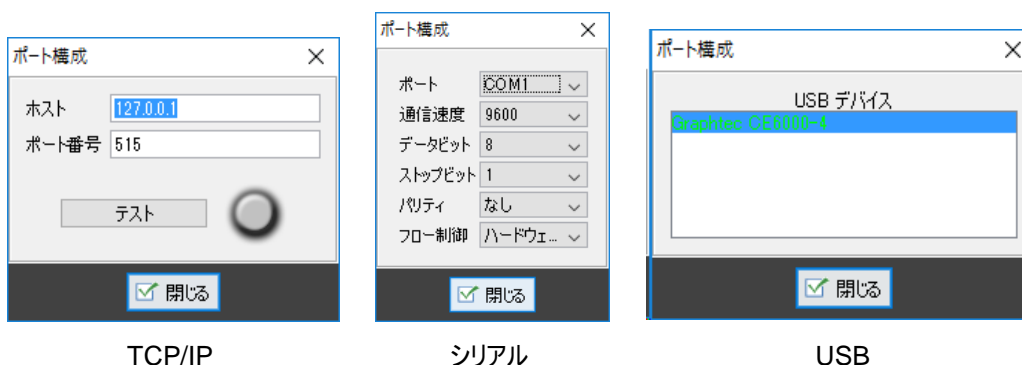 ポート構成
ホスト 127.0.0.1
ポート番号 515
テスト
閉じる
TCP/IP
ポート構成
ポート COM1
通信速度 9600
データビット 8
ストップビット 1
パリティ なし
フロー制御 ハードウェ...
閉じる
シリアル
ポート構成
USB デバイス
Graphtec CE6000-4
閉じる
USB